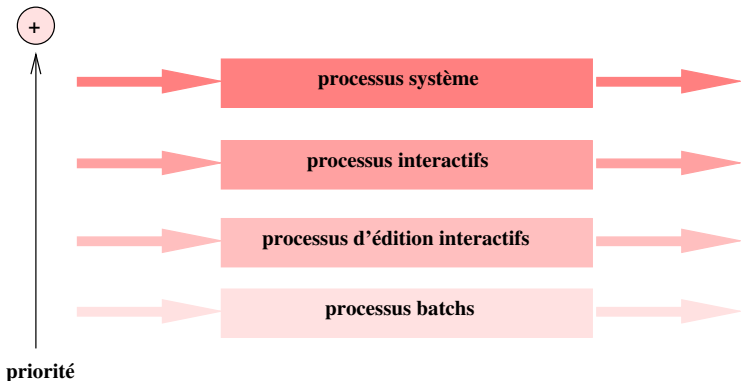 +
processus système
processus interactifs
processus d'édition interactifs
processus batchs
priorité